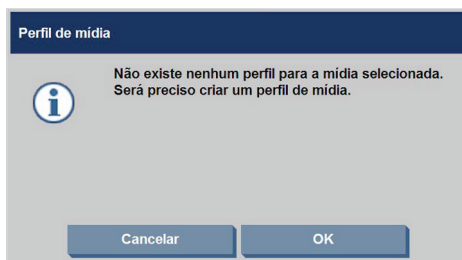 Perfil de mídia
Não existe nenhum perfil para a mídia selecionada.
Será preciso criar um perfil de mídia.
Cancelar
OK